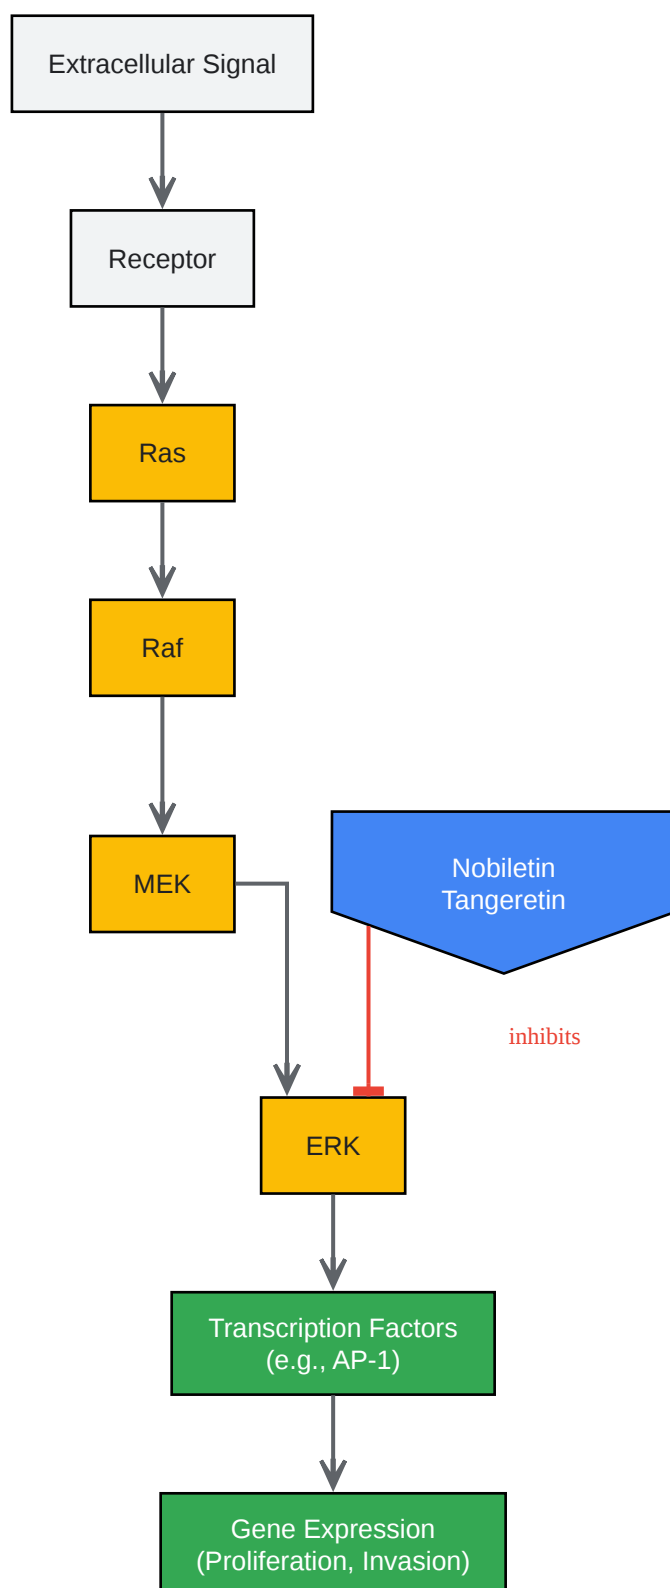 Extracellular Signal
Receptor
Ras
Raf
MEK
Nobiletin
Tangeretin
inhibits
ERK
Transcription Factors
(e.g., AP-1)
Gene Expression
(Proliferation, Invasion)